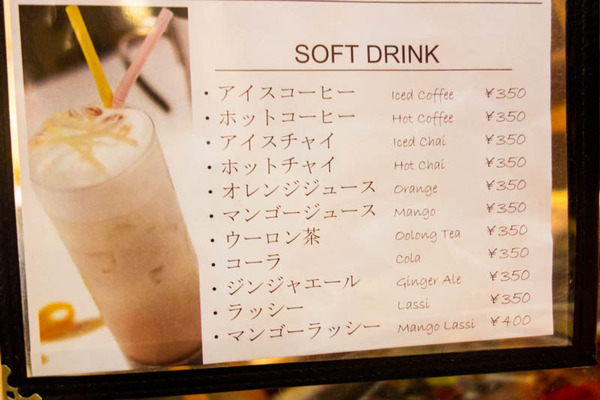 SOFT DRINK
・アイスコーヒー Iced Coffee ¥350
・ホットコーヒー Hot Coffee ¥350
・アイスチャイ Iced Chai ¥350
・ホットチャイ Hot Chai ¥350
・オレンジジュース Orange ¥350
・マンゴージュース Mango ¥350
・ウーロン茶 Oolong Tea ¥350
・コーラ Cola ¥350
・ジンジャエール Ginger Ale ¥350
・ラッシー Lassi ¥350
・マンゴーラッシー Mango Lassi ¥400